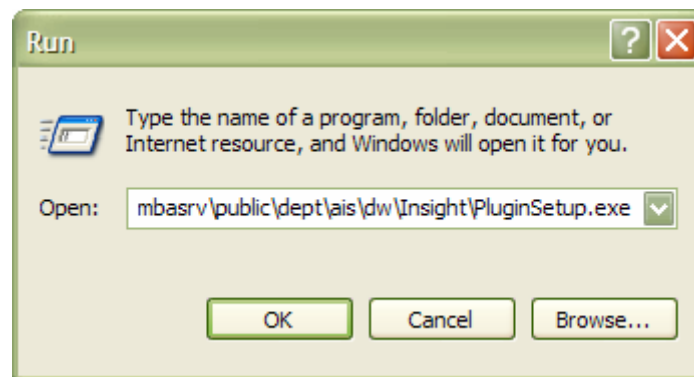 Run
Type the name of a program, folder, document, or
Internet resource, and Windows will open it for you.
Open: mbasrv\public\dept\ais\dw\Insight\PluginSetup.exe
OK Cancel Browse...